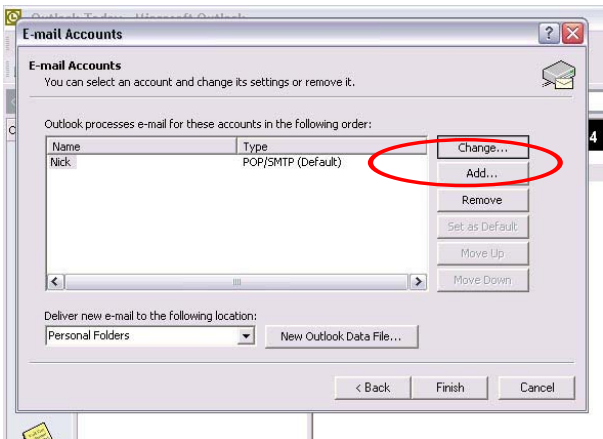 Outlook Today - Microsoft Outlook
E-mail Accounts
E-mail Accounts
You can select an account and change its settings or remove it.
Outlook processes e-mail for these accounts in the following order:
Name Type
Nick POP/SMTP (Default)
Change...
Add...
Remove
Set as Default
Move Up
Move Down
Deliver new e-mail to the following location:
Personal Folders
New Outlook Data File...
< Back Finish Cancel
4